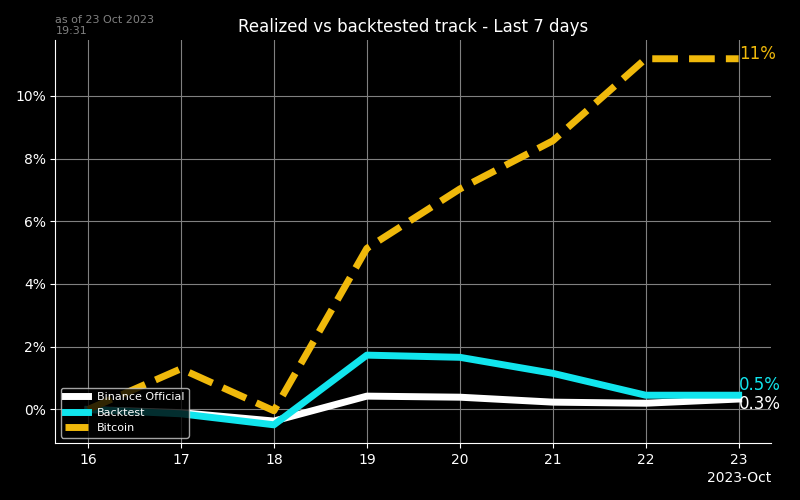 as of 23 Oct 2023
19:31
Realized vs backtested track - Last 7 days
11%
10%
8%
6%
4%
2%
0%
0.5%
0.3%
Binance Official
Backtest
Bitcoin
16 17 18 19 20 21 22 23
2023-Oct